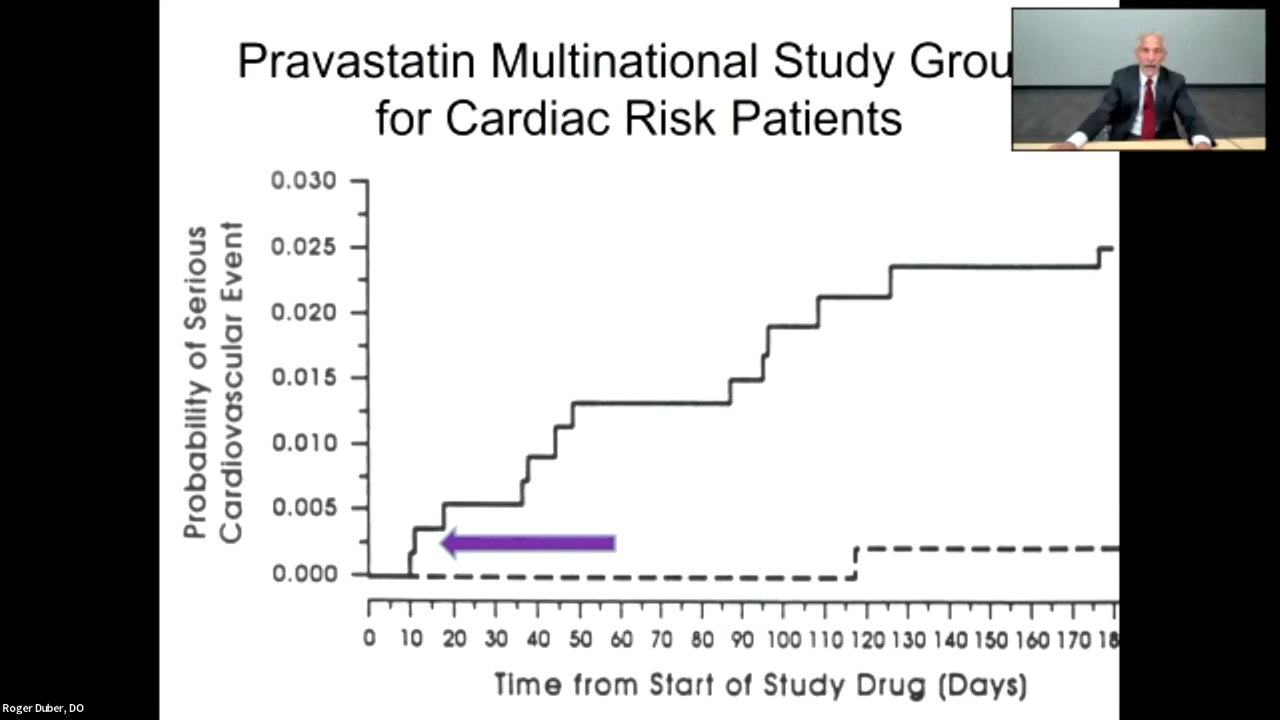 Pravastatin Multinational Study Grou
for Cardiac Risk Patients
Probability of Serious
Cardiovascular Event
0.030
0.025
0.020
0.015
0.010
0.005
0.000
0 10 20 30 40 50 60 70 80 90 100 110 120 130 140 150 160 170 18
Time from Start of Study Drug (Days)
Roger Duber, DO